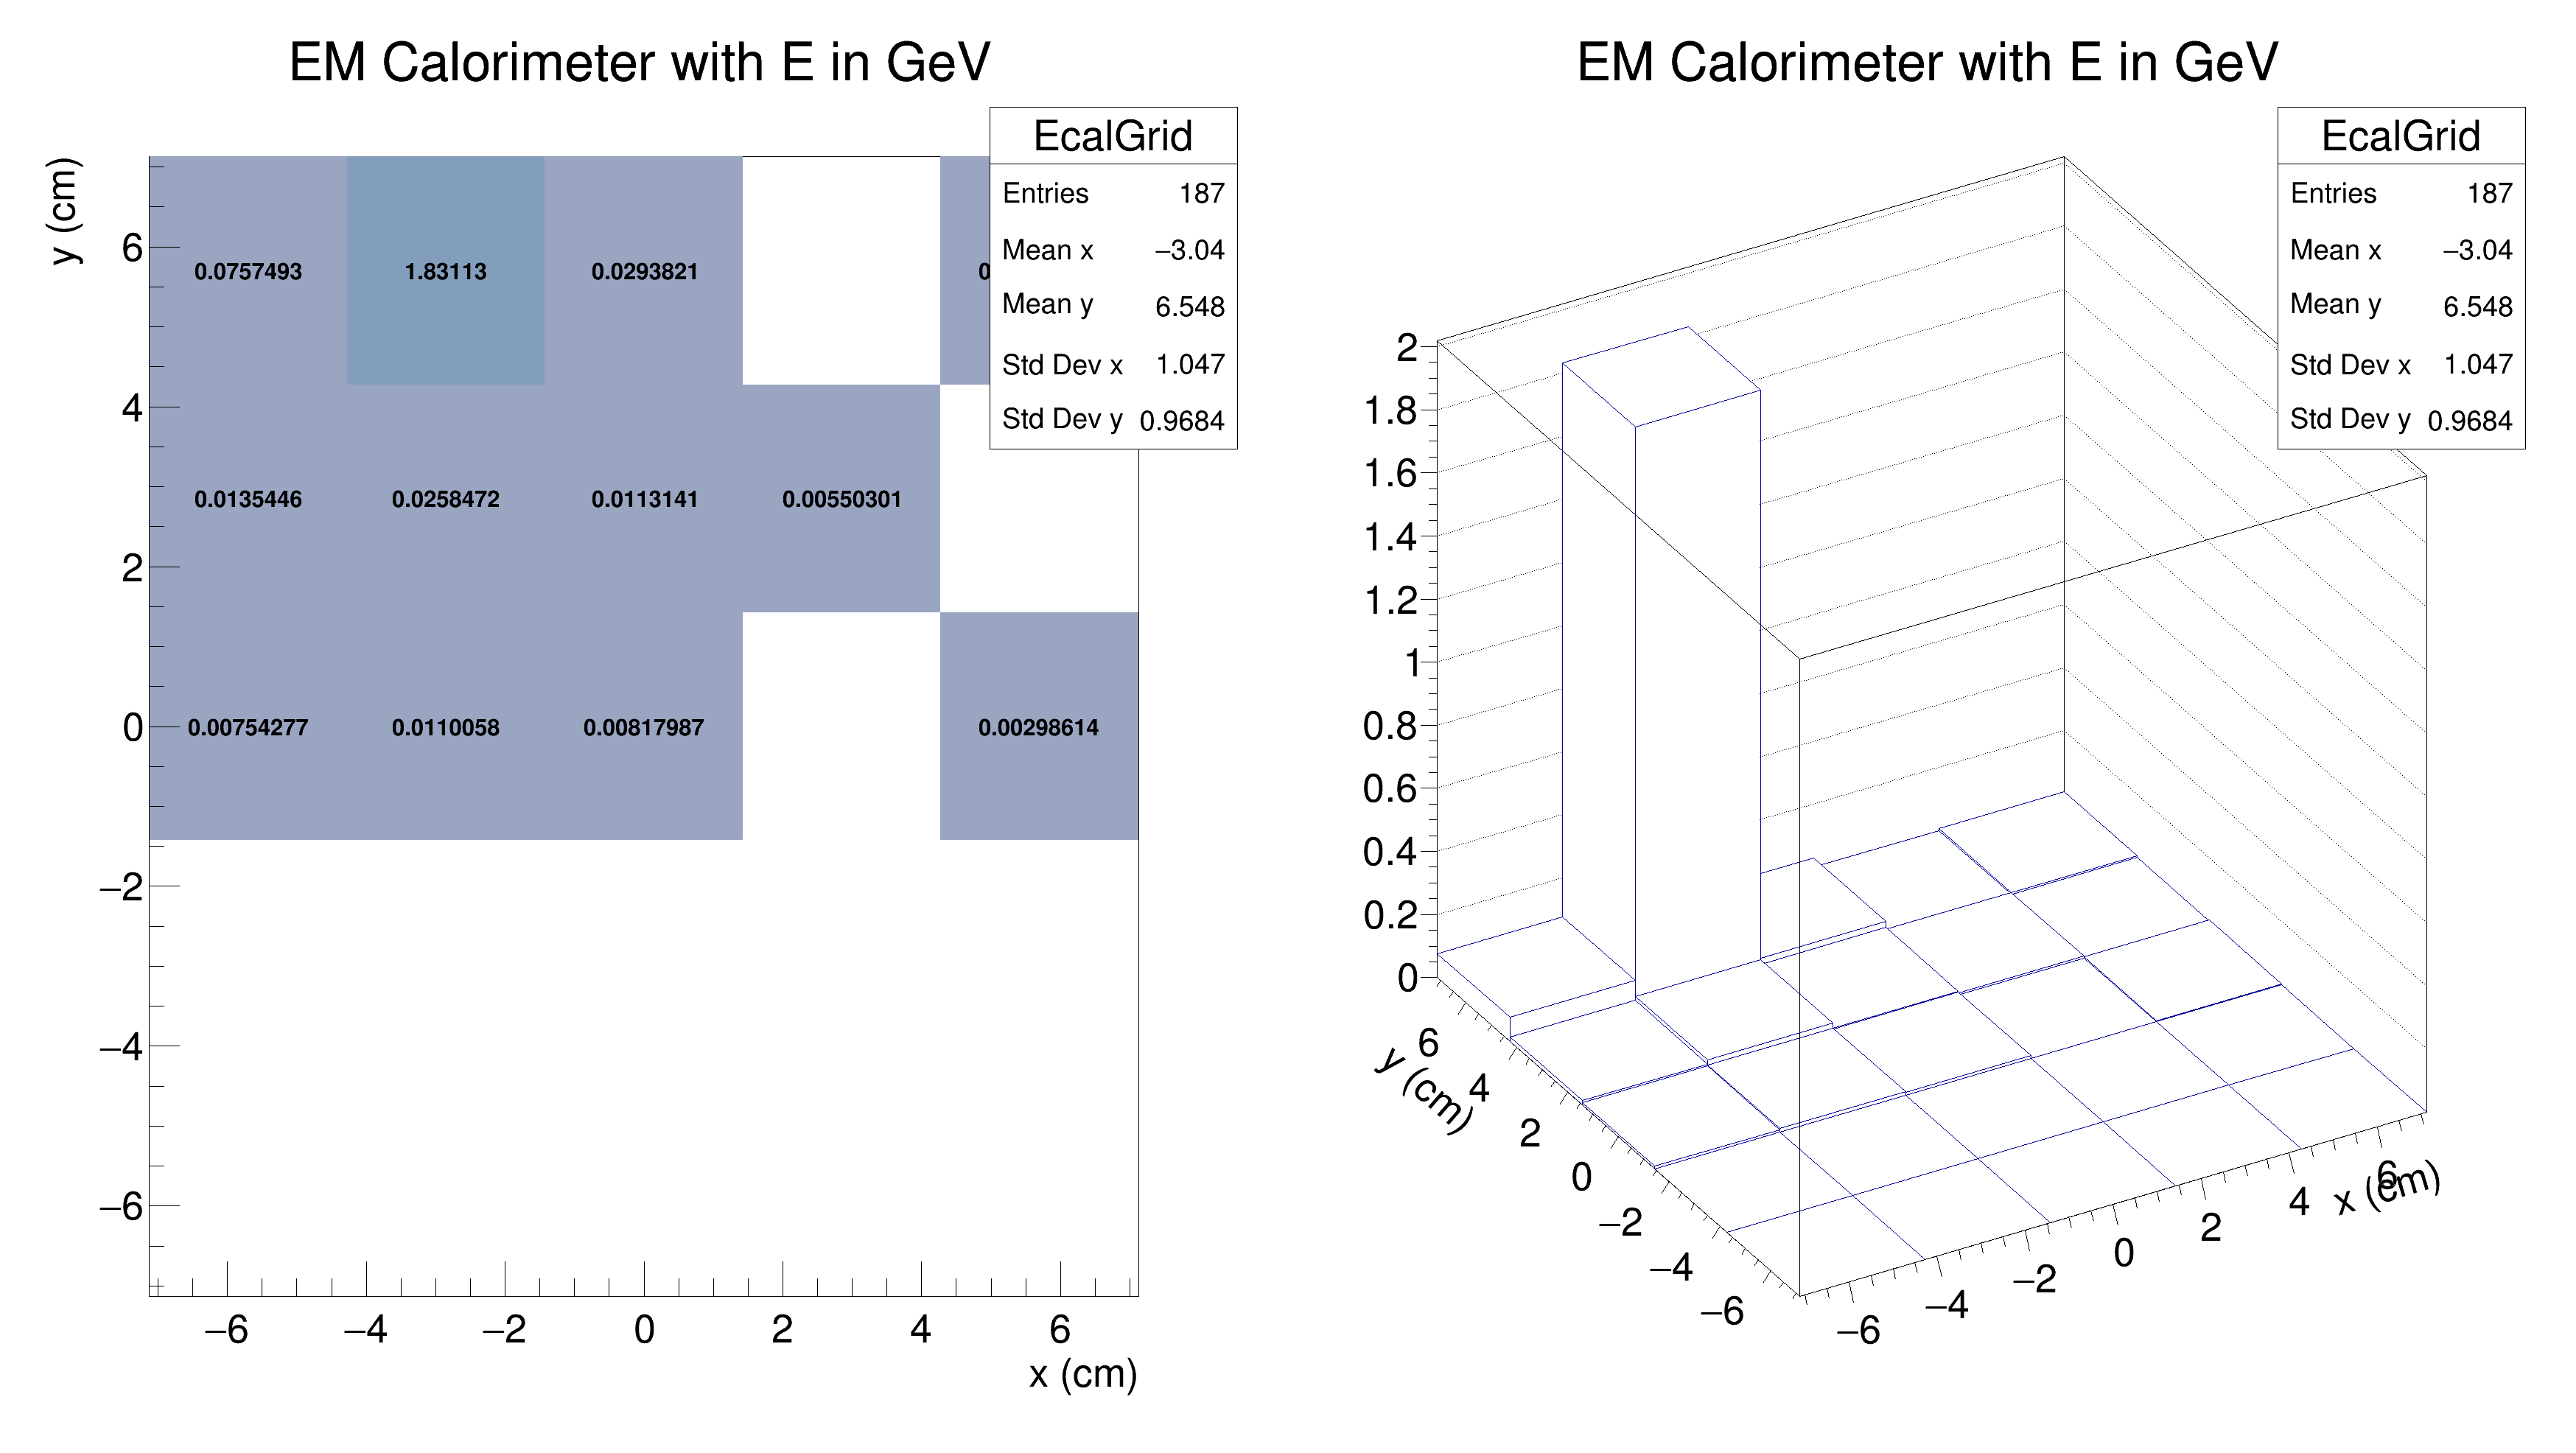 EM Calorimeter with E in GeV
EcalGrid
Entries 187
Mean x −3.04
Mean y 6.548
Std Dev x 1.047
Std Dev y 0.9684
y (cm)
6
4
2
0
−2
−4
−6
0.0757493 1.83113 0.0293821
0.0135446 0.0258472 0.0113141 0.00550301
0.00754277 0.0110058 0.00817987 0.00298614
−6 −4 −2 0 2 4 6
x (cm)
EM Calorimeter with E in GeV
EcalGrid
Entries 187
Mean x −3.04
Mean y 6.548
Std Dev x 1.047
Std Dev y 0.9684
2
1.8
1.6
1.4
1.2
1
0.8
0.6
0.4
0.2
0
y (cm)
6
4
2
0
−2
−4
−6
−6 −4 −2 0 2 4 6
x (cm)